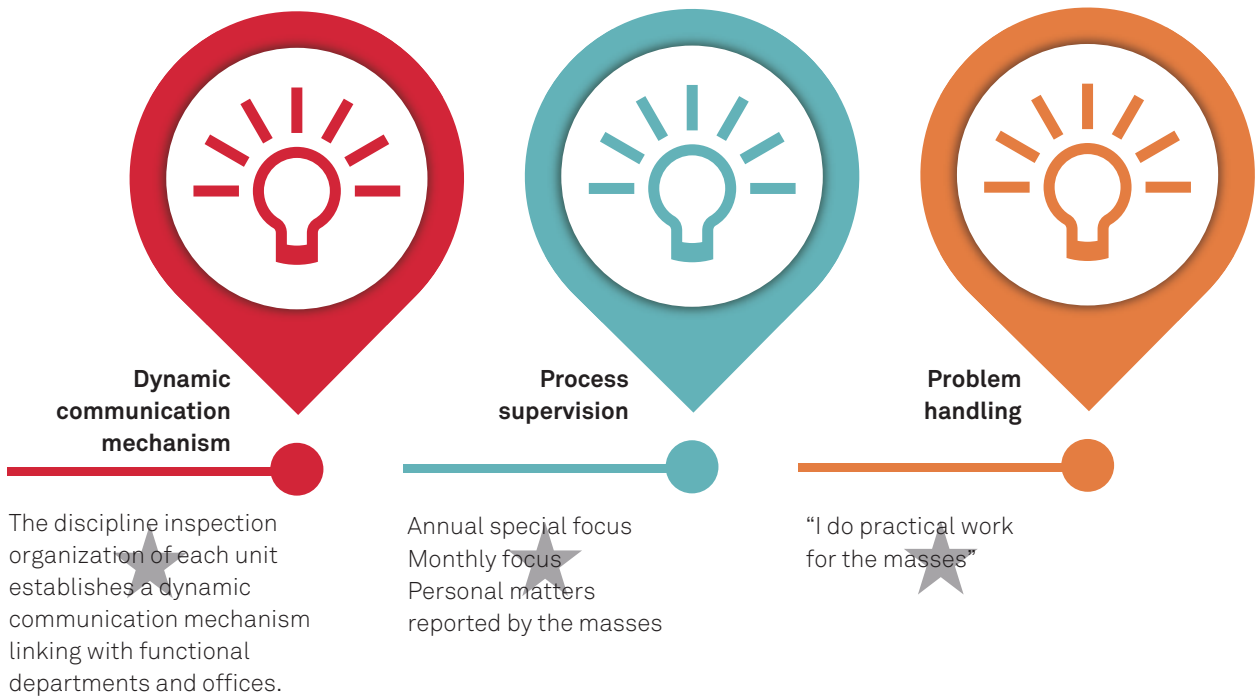 Dynamic
communication
mechanism
The discipline inspection
organization of each unit
establishes a dynamic
communication mechanism
linking with functional
departments and offices.
Process
supervision
Annual special focus
Monthly focus
Personal matters
reported by the masses
Problem
handling
“I do practical work
for the masses”